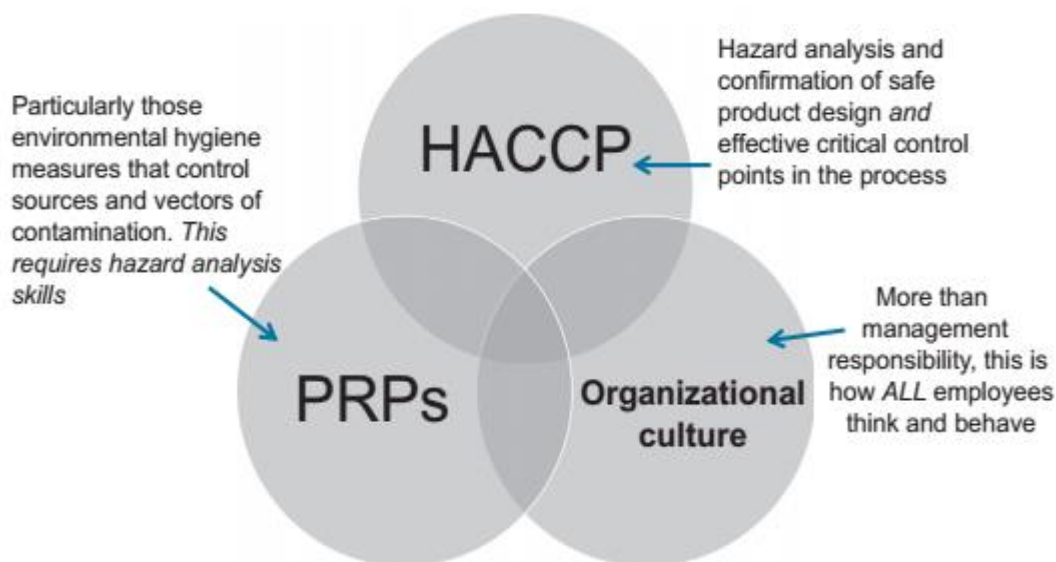 Hazard analysis and
confirmation of safe
product design and
effective critical control
points in the process
HACCP
Particularly those
environmental hygiene
measures that control
sources and vectors of
contamination. This
requires hazard analysis
skills
PRPs
Organizational
culture
More than
management
responsibility, this is
how ALL employees
think and behave